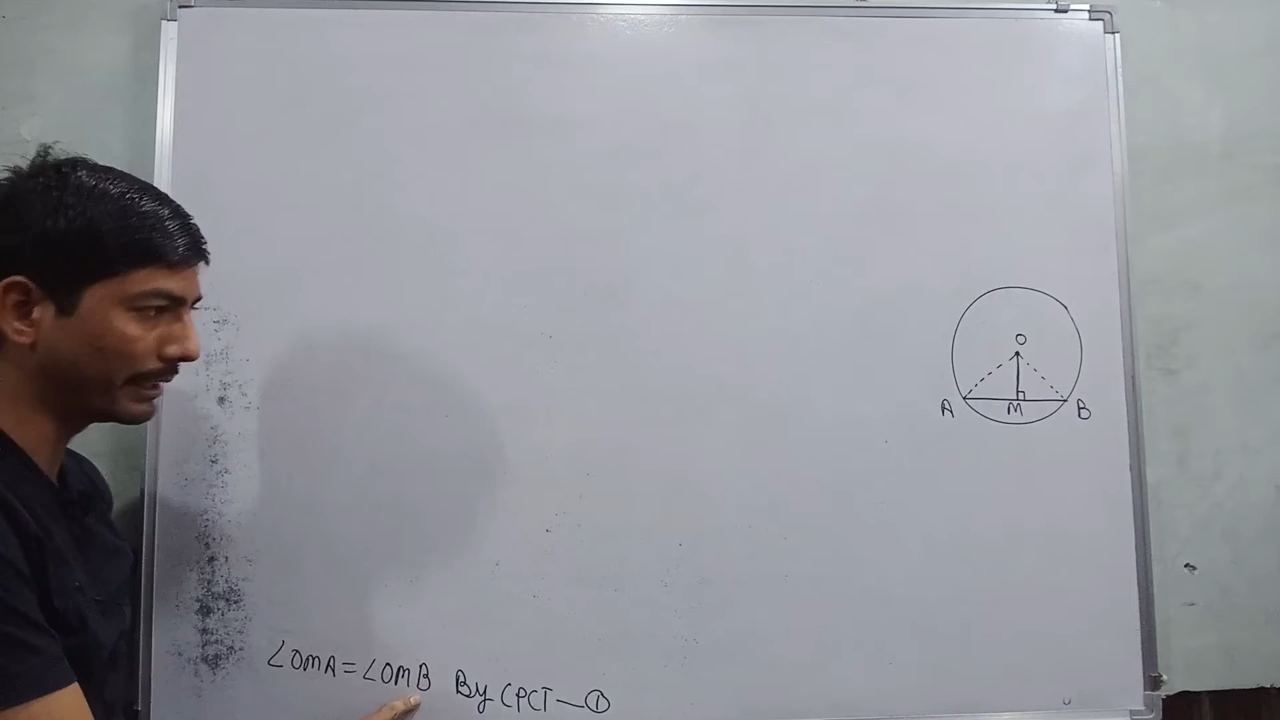 O
A M B
∠OMA = ∠OMB By CPCT — ①